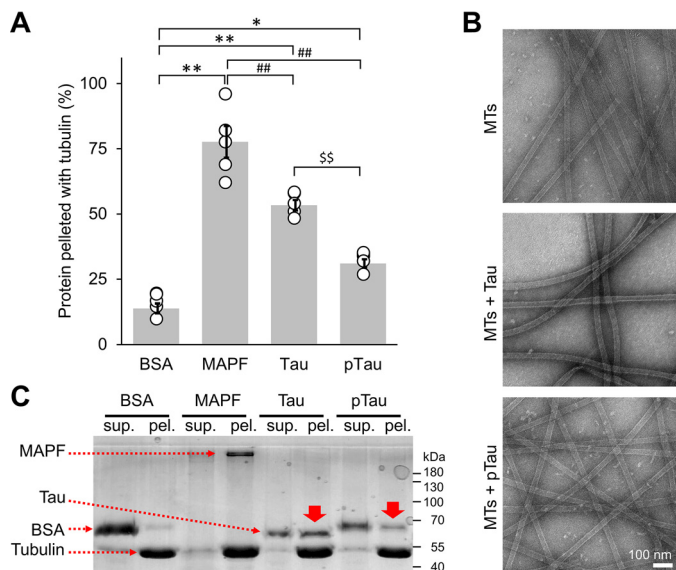 A
*
**
##
**
##
$$
Protein pelleted with tubulin (%)
100
75
50
25
0
BSA MAPF Tau pTau
B
MTs
MTs + Tau
MTs + pTau
100 nm
C
BSA MAPF Tau pTau
sup. pel. sup. pel. sup. pel. sup. pel.
MAPF
Tau
BSA
Tubulin
kDa
180
130
100
70
55
40